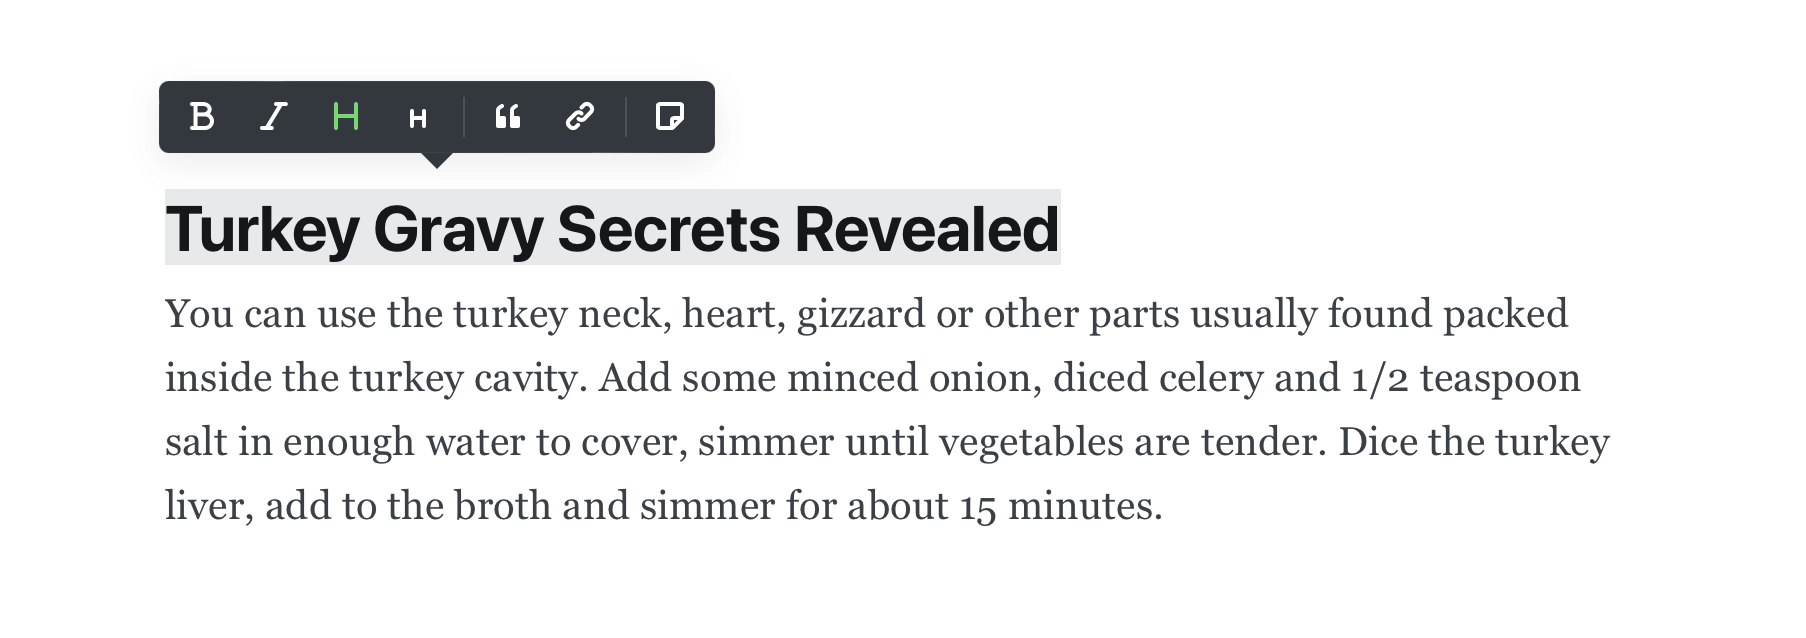 B I H H
Turkey Gravy Secrets Revealed
You can use the turkey neck, heart, gizzard or other parts usually found packed
inside the turkey cavity. Add some minced onion, diced celery and 1/2 teaspoon
salt in enough water to cover, simmer until vegetables are tender. Dice the turkey
liver, add to the broth and simmer for about 15 minutes.